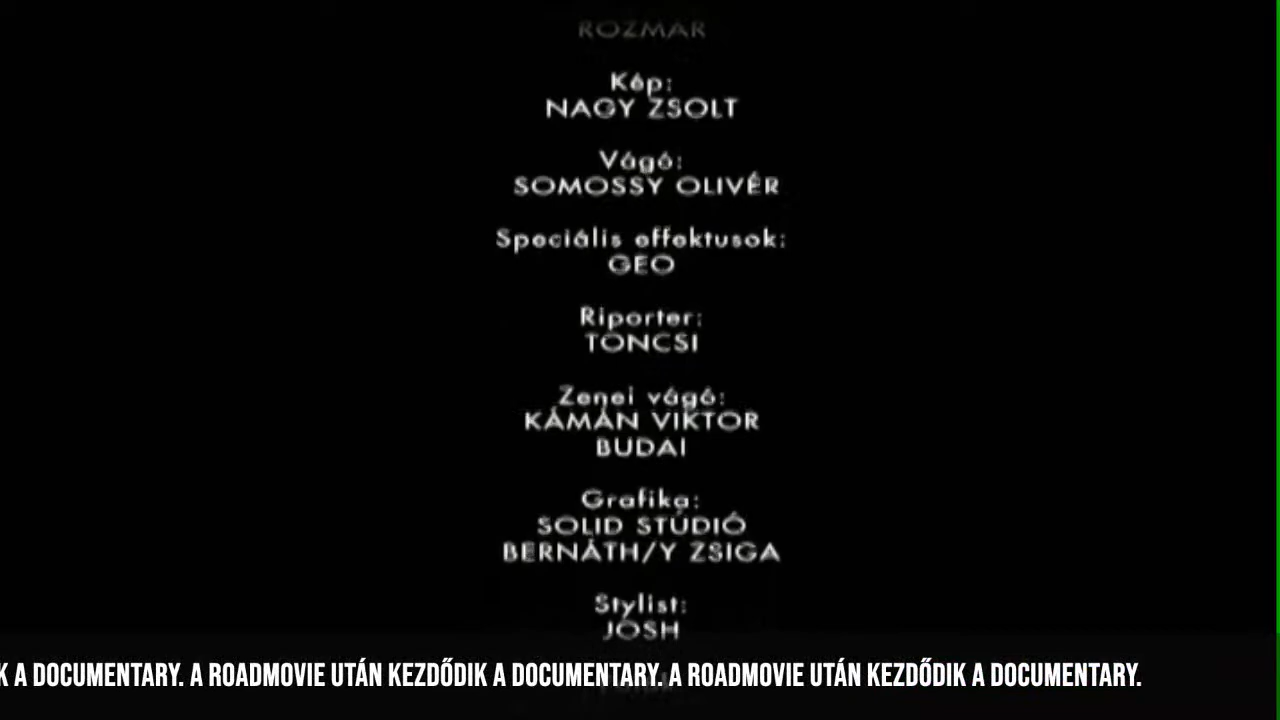 ROZMÁR
Kép:
NAGY ZSOLT
Vágó:
SOMOSSY OLIVÉR
Speciális effektusok:
GEO
Riporter:
TONCSI
Zenei vágó:
KÁMÁN VIKTOR
BUDAI
Grafika:
SOLID STÚDIÓ
BERNÁTH/Y ZSIGA
Stylist:
JOSH
K A DOCUMENTARY. A ROADMOVIE UTÁN KEZDŐDIK A DOCUMENTARY. A ROADMOVIE UTÁN KEZDŐDIK A DOCUMENTARY.